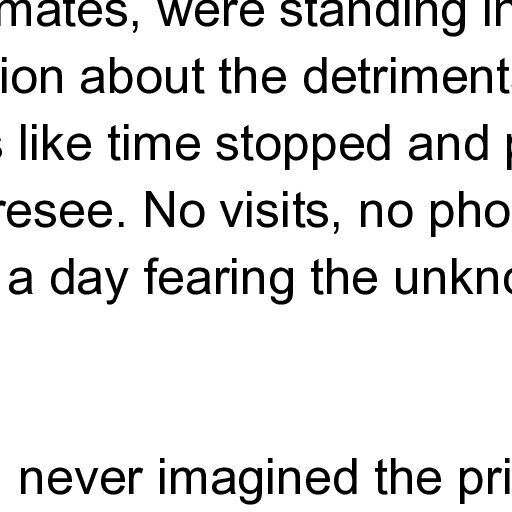 mates, were standing in
ion about the detriment
s like time stopped and p
resee. No visits, no pho
a day fearing the unkno
never imagined the pri